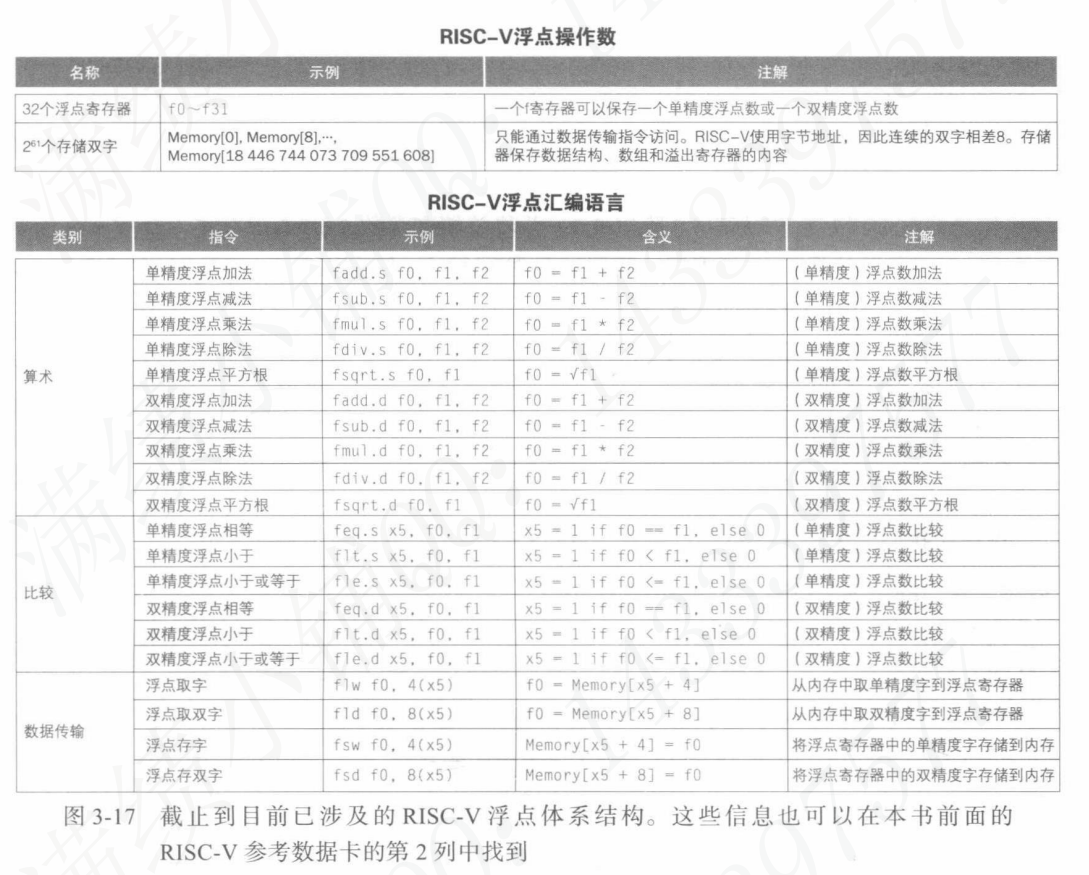 RISC-V浮点操作数
名称 示例 注解
32个浮点寄存器 f0~f31 一个f寄存器可以保存一个单精度浮点数或一个双精度浮点数
2⁶¹个存储双字 Memory[0], Memory[8],…, Memory[18 446 744 073 709 551 608] 只能通过数据传输指令访问。RISC-V使用字节地址，因此连续的双字相差8。存储器保存数据结构、数组和溢出寄存器的内容
RISC-V浮点汇编语言
类别 指令 示例 含义 注解
算术
单精度浮点加法 fadd.s f0, f1, f2 f0 = f1 + f2 （单精度）浮点数加法
单精度浮点减法 fsub.s f0, f1, f2 f0 = f1 - f2 （单精度）浮点数减法
单精度浮点乘法 fmul.s f0, f1, f2 f0 = f1 * f2 （单精度）浮点数乘法
单精度浮点除法 fdiv.s f0, f1, f2 f0 = f1 / f2 （单精度）浮点数除法
单精度浮点平方根 fsqrt.s f0, f1 f0 = √f1 （单精度）浮点数平方根
双精度浮点加法 fadd.d f0, f1, f2 f0 = f1 + f2 （双精度）浮点数加法
双精度浮点减法 fsub.d f0, f1, f2 f0 = f1 - f2 （双精度）浮点数减法
双精度浮点乘法 fmul.d f0, f1, f2 f0 = f1 * f2 （双精度）浮点数乘法
双精度浮点除法 fdiv.d f0, f1, f2 f0 = f1 / f2 （双精度）浮点数除法
双精度浮点平方根 fsqrt.d f0, f1 f0 = √f1 （双精度）浮点数平方根
比较
单精度浮点相等 feq.s x5, f0, f1 x5 = 1 if f0 == f1, else 0 （单精度）浮点数比较
单精度浮点小于 flt.s x5, f0, f1 x5 = 1 if f0 < f1, else 0 （单精度）浮点数比较
单精度浮点小于或等于 fle.s x5, f0, f1 x5 = 1 if f0 <= f1, else 0 （单精度）浮点数比较
双精度浮点相等 feq.d x5, f0, f1 x5 = 1 if f0 == f1, else 0 （双精度）浮点数比较
双精度浮点小于 flt.d x5, f0, f1 x5 = 1 if f0 < f1, else 0 （双精度）浮点数比较
双精度浮点小于或等于 fle.d x5, f0, f1 x5 = 1 if f0 <= f1, else 0 （双精度）浮点数比较
数据传输
浮点取字 flw f0, 4(x5) f0 = Memory[x5 + 4] 从内存中取单精度字到浮点寄存器
浮点取双字 fld f0, 8(x5) f0 = Memory[x5 + 8] 从内存中取双精度字到浮点寄存器
浮点存字 fsw f0, 4(x5) Memory[x5 + 4] = f0 将浮点寄存器中的单精度字存储到内存
浮点存双字 fsd f0, 8(x5) Memory[x5 + 8] = f0 将浮点寄存器中的双精度字存储到内存
图 3-17 截止到目前已涉及的 RISC-V 浮点体系结构。这些信息也可以在本书前面的
RISC-V 参考数据卡的第 2 列中找到